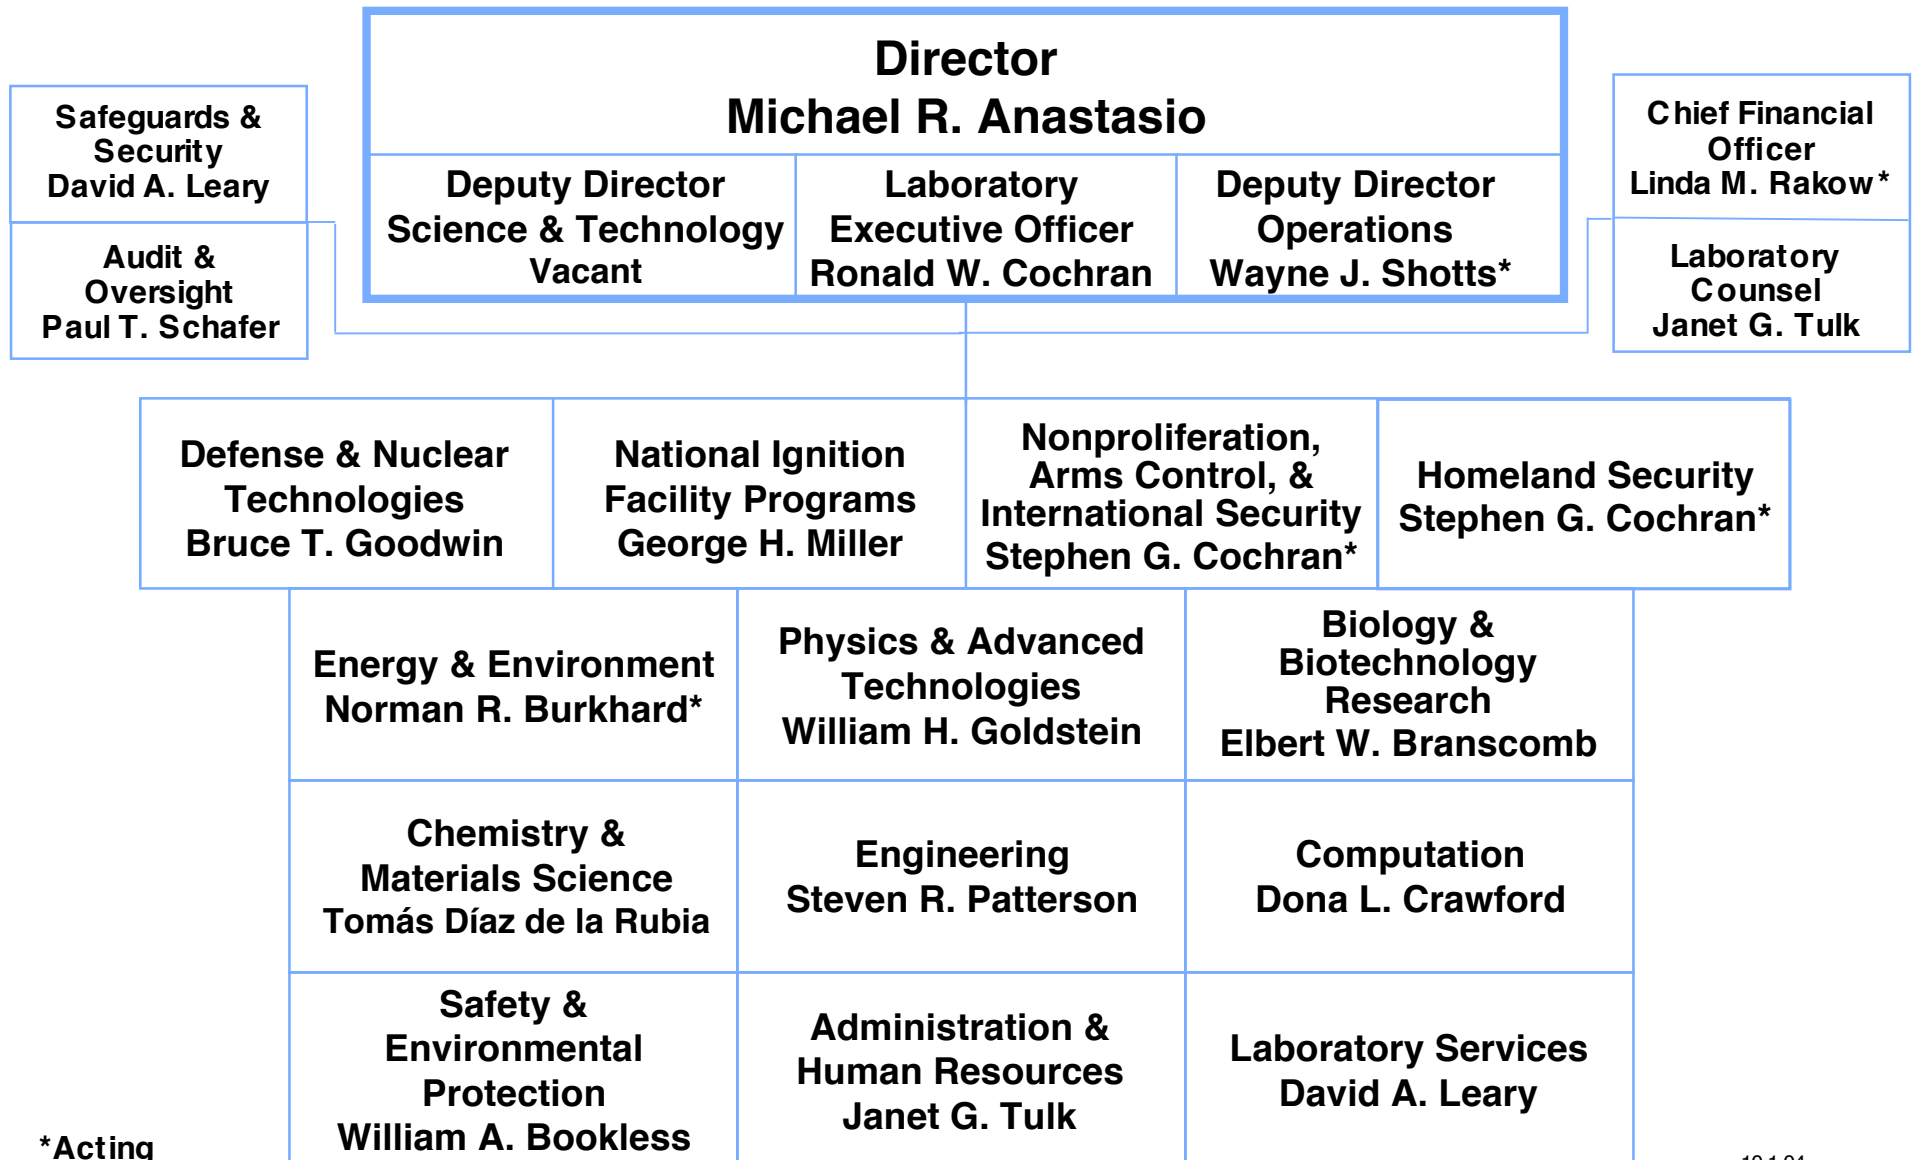 Director
Michael R. Anastasio
Safeguards &
Security
David A. Leary
Audit &
Oversight
Paul T. Schafer
Deputy Director
Science & Technology
Vacant
Laboratory
Executive Officer
Ronald W. Cochran
Deputy Director
Operations
Wayne J. Shotts*
Chief Financial
Officer
Linda M. Rakow*
Laboratory
Counsel
Janet G. Tulk
Defense & Nuclear
Technologies
Bruce T. Goodwin
National Ignition
Facility Programs
George H. Miller
Nonproliferation,
Arms Control, &
International Security
Stephen G. Cochran*
Homeland Security
Stephen G. Cochran*
Energy & Environment
Norman R. Burkhard*
Physics & Advanced
Technologies
William H. Goldstein
Biology &
Biotechnology
Research
Elbert W. Branscomb
Chemistry &
Materials Science
Tomás Díaz de la Rubia
Engineering
Steven R. Patterson
Computation
Dona L. Crawford
Safety &
Environmental
Protection
William A. Bookless
Administration &
Human Resources
Janet G. Tulk
Laboratory Services
David A. Leary
*Acting